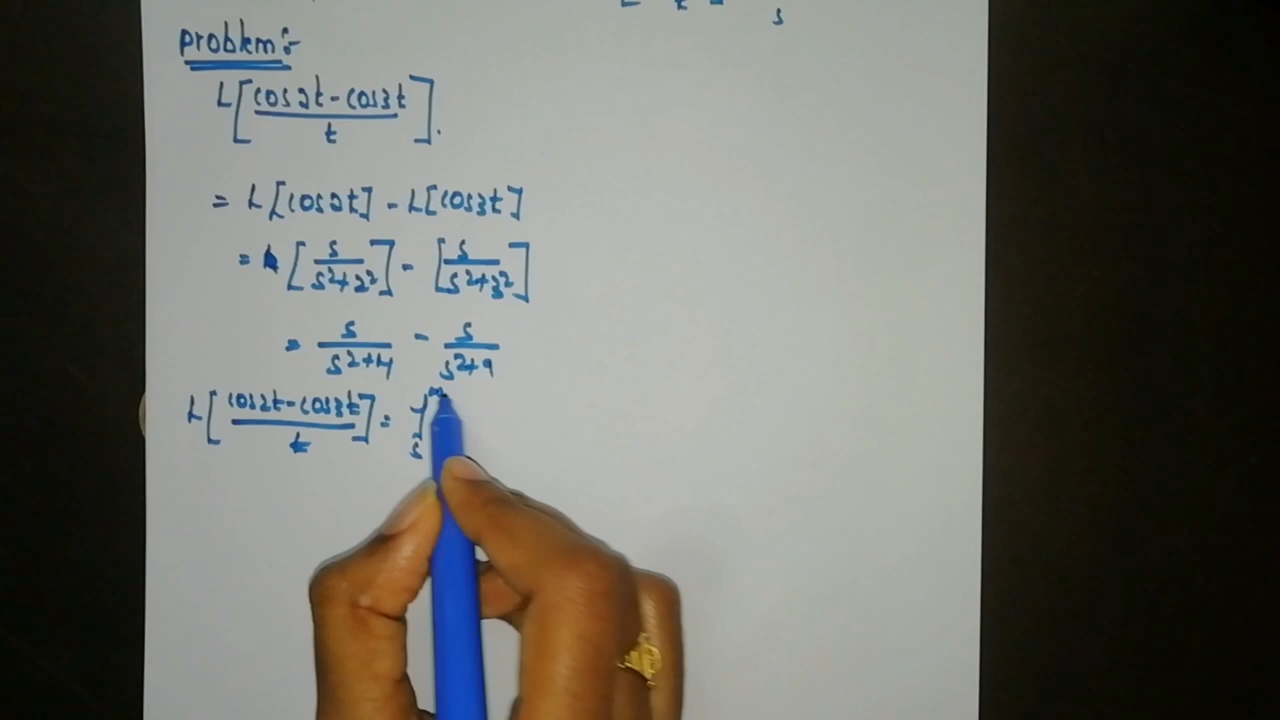 problem:-
L[cos2t - cos3t / t].
= L[cos2t] - L[cos3t]
= [s / s²+2²] - [s / s²+3²]
= s / s²+4 - s / s²+9
L[cos2t - cos3t / t] = ∫ s ∞